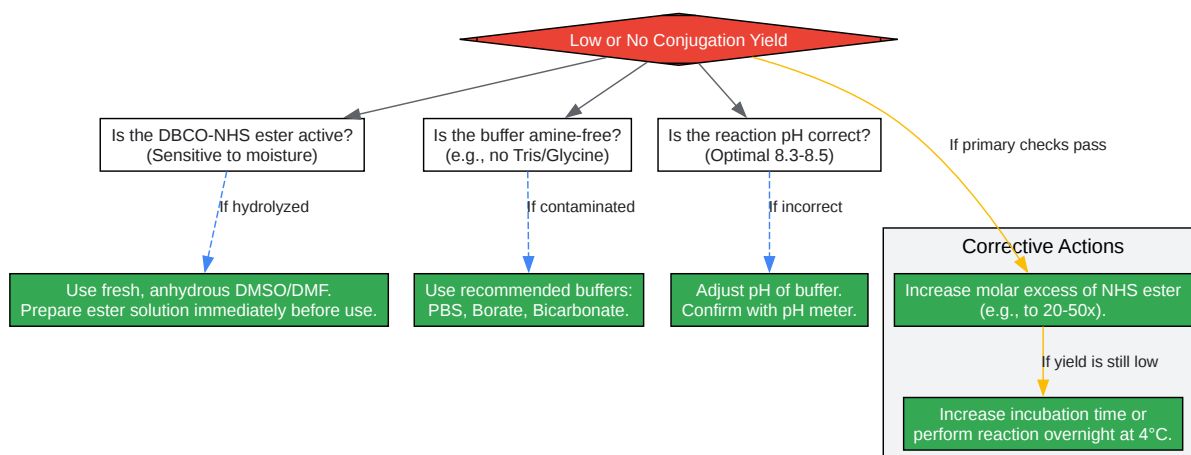 Low or No Conjugation Yield
Is the DBCO-NHS ester active?
(Sensitive to moisture)
Is the buffer amine-free?
(e.g., no Tris/Glycine)
Is the reaction pH correct?
(Optimal 8.3-8.5)
If primary checks pass
If hydrolyzed
If contaminated
If incorrect
Corrective Actions
Use fresh, anhydrous DMSO/DMF.
Prepare ester solution immediately before use.
Use recommended buffers:
PBS, Borate, Bicarbonate.
Adjust pH of buffer.
Confirm with pH meter.
Increase molar excess of NHS ester
(e.g., to 20-50x).
If yield is still low
Increase incubation time or
perform reaction overnight at 4°C.